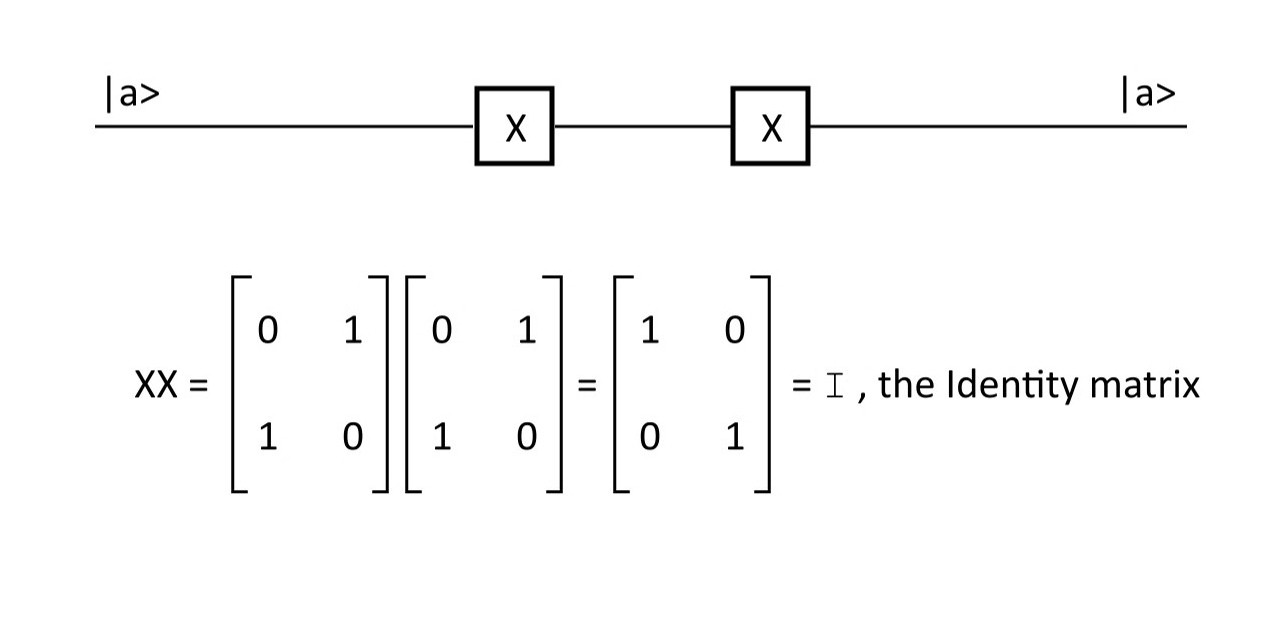 |a> |a>
X X
0 1 0 1 1 0
XX = = = I , the Identity matrix
1 0 1 0 0 1